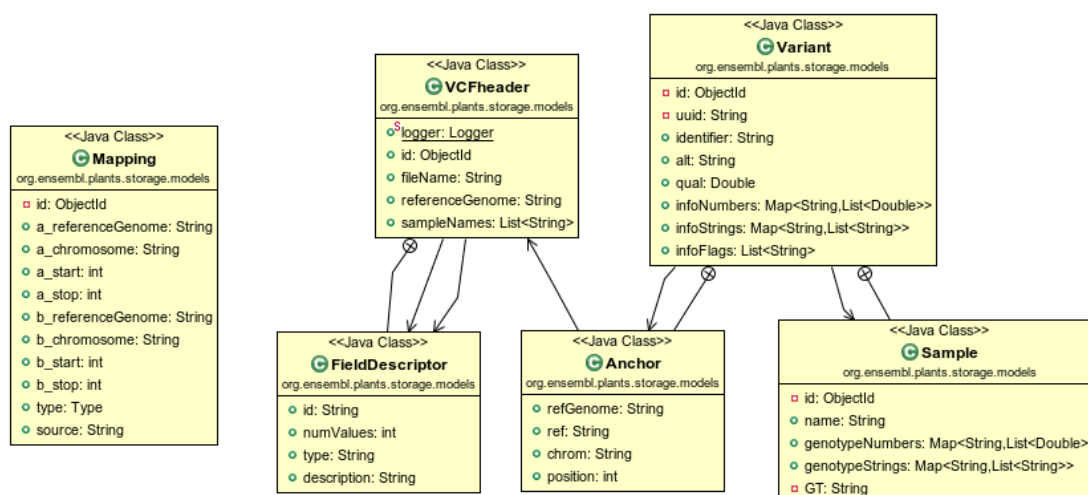 <<Java Class>>
Mapping
org.ensembl.plants.storage.models
id: ObjectId
a_referenceGenome: String
a_chromosome: String
a_start: int
a_stop: int
b_referenceGenome: String
b_chromosome: String
b_start: int
b_stop: int
type: Type
source: String
<<Java Class>>
VCFheader
org.ensembl.plants.storage.models
logger: Logger
id: ObjectId
fileName: String
referenceGenome: String
sampleNames: List<String>
<<Java Class>>
Variant
org.ensembl.plants.storage.models
id: ObjectId
uuid: String
identifier: String
alt: String
qual: Double
infoNumbers: Map<String,List<Double>>
infoStrings: Map<String,List<String>>
infoFlags: List<String>
<<Java Class>>
FieldDescriptor
org.ensembl.plants.storage.models
id: String
numValues: int
type: String
description: String
<<Java Class>>
Anchor
org.ensembl.plants.storage.models
refGenome: String
ref: String
chrom: String
position: int
<<Java Class>>
Sample
org.ensembl.plants.storage.models
id: ObjectId
name: String
genotypeNumbers: Map<String,List<Double>
genotypeStrings: Map<String,List<String>>
GT: String